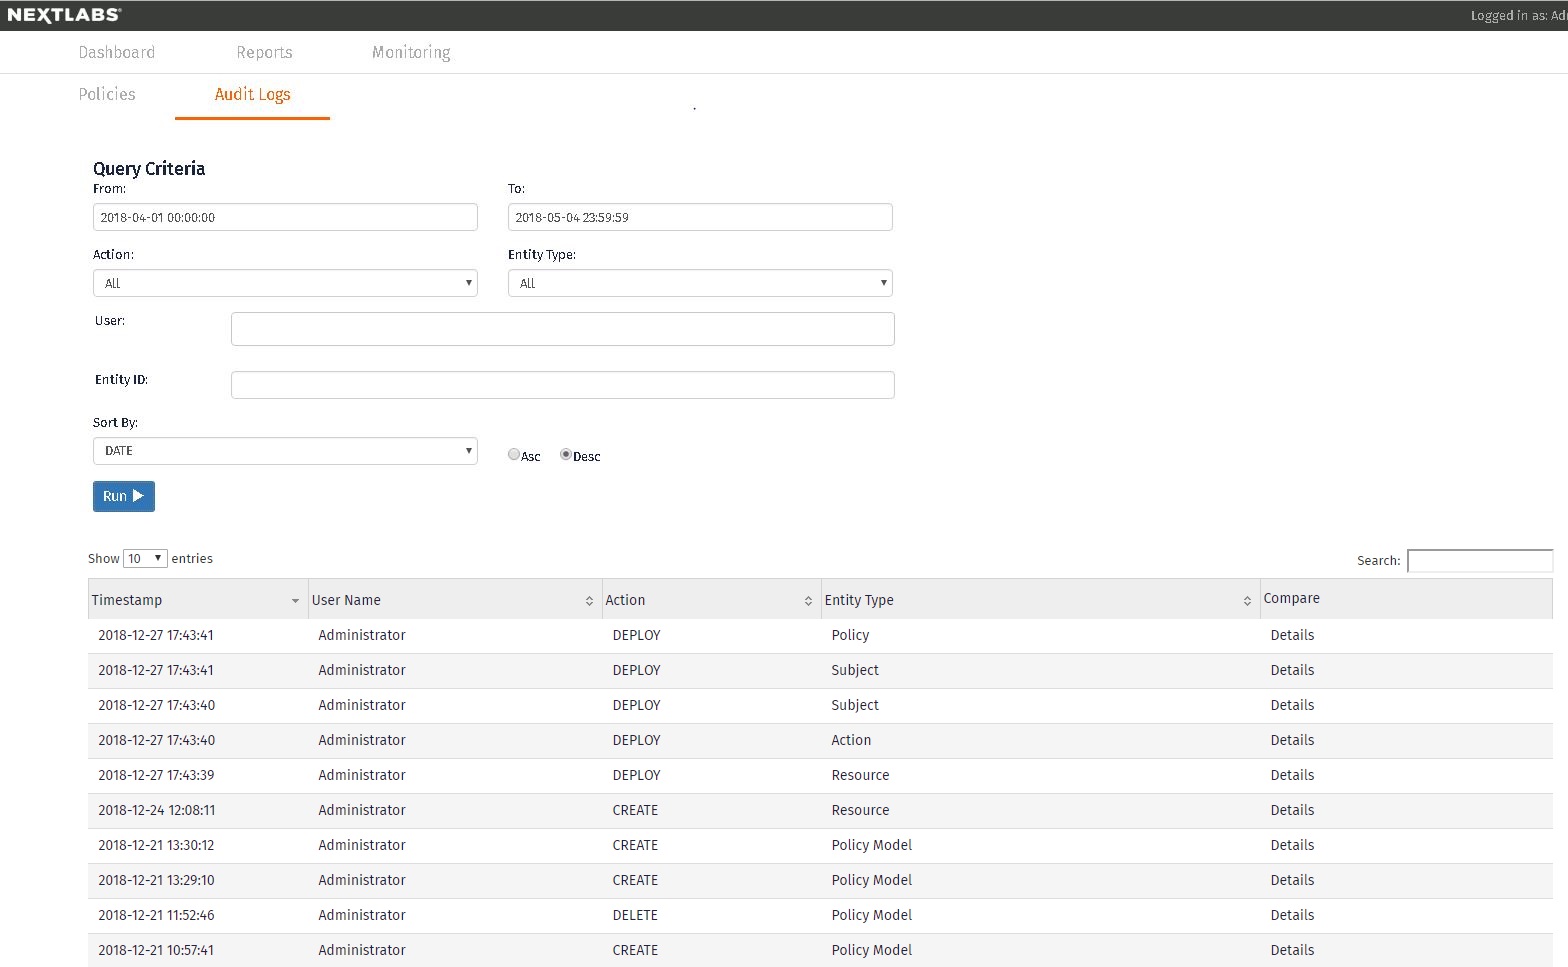 NEXTLABS
Logged in as: Ad
Dashboard Reports Monitoring
Policies Audit Logs
Query Criteria
From: To:
2018-04-01 00:00:00 2018-05-04 23:59:59
Action: Entity Type:
All All
User:
Entity ID:
Sort By:
DATE Asc Desc
Run
Show 10 entries Search:
Timestamp User Name Action Entity Type Compare
2018-12-27 17:43:41 Administrator DEPLOY Policy Details
2018-12-27 17:43:41 Administrator DEPLOY Subject Details
2018-12-27 17:43:40 Administrator DEPLOY Subject Details
2018-12-27 17:43:40 Administrator DEPLOY Action Details
2018-12-27 17:43:39 Administrator DEPLOY Resource Details
2018-12-24 12:08:11 Administrator CREATE Resource Details
2018-12-21 13:30:12 Administrator CREATE Policy Model Details
2018-12-21 13:29:10 Administrator CREATE Policy Model Details
2018-12-21 11:52:46 Administrator DELETE Policy Model Details
2018-12-21 10:57:41 Administrator CREATE Policy Model Details